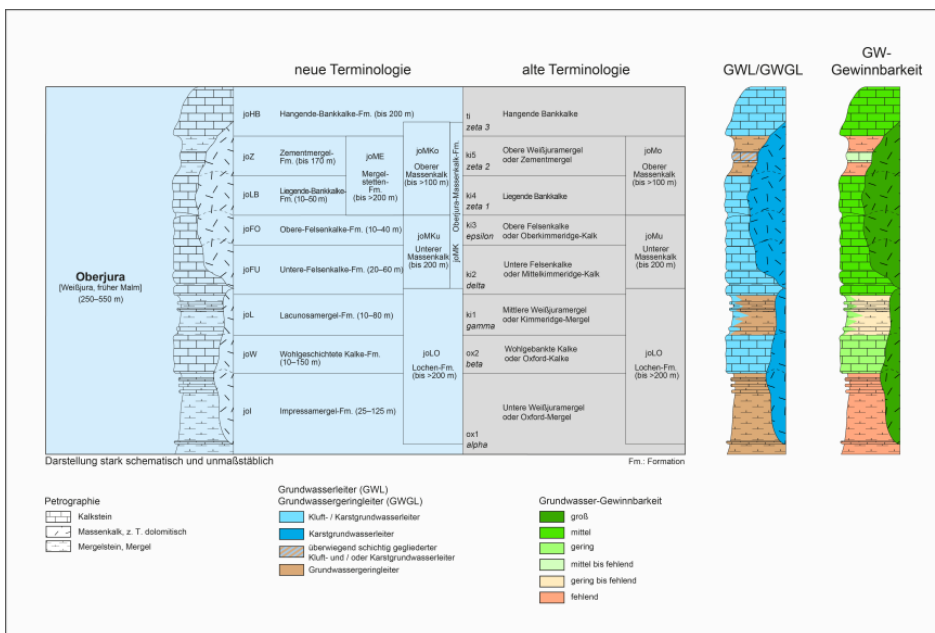 neue Terminologie
alte Terminologie
GWL/GWGL
GW-
Gewinnbarkeit
Oberjura
[Weißjura, früher Malm]
(250–550 m)
joHB
Hangende-Bankkalke-Fm. (bis 200 m)
joZ
Zementmergel-
Fm. (bis 170 m)
joLB
Liegende-Bankkalke-
Fm. (10–50 m)
joME
Mergel-
stetten-
Fm.
(bis >200 m)
joMKo
Oberer
Massenkalk
(bis >100 m)
joMK
Oberjura-Massenkalk-Fm.
joFO
Obere-Felsenkalke-Fm. (10–40 m)
joFU
Untere-Felsenkalke-Fm. (20–60 m)
joMKu
Unterer
Massenkalk
(bis 200 m)
joL
Lacunosamergel-Fm. (10–80 m)
joW
Wohlgeschichtete Kalke-Fm.
(10–150 m)
joI
Impressamergel-Fm. (25–125 m)
joLO
Lochen-Fm.
(bis >200 m)
ti
zeta 3
Hangende Bankkalke
ki5
zeta 2
Obere Weißjuramergel
oder Zementmergel
ki4
zeta 1
Liegende Bankkalke
joMo
Oberer
Massenkalk
(bis >100 m)
ki3
epsilon
Obere Felsenkalke
oder Oberkimmeridge-Kalk
ki2
delta
Untere Felsenkalke
oder Mittelkimmeridge-Kalk
joMu
Unterer
Massenkalk
(bis 200 m)
ki1
gamma
Mittlere Weißjuramergel
oder Kimmeridge-Mergel
ox2
beta
Wohlgebankte Kalke
oder Oxford-Kalke
ox1
alpha
Untere Weißjuramergel
oder Oxford-Mergel
joLO
Lochen-Fm.
(bis >200 m)
Darstellung stark schematisch und unmaßstäblich
Fm.: Formation
Petrographie
Kalkstein
Massenkalk, z. T. dolomitisch
Mergelstein, Mergel
Grundwasserleiter (GWL)
Grundwassergeringleiter (GWGL)
Kluft- / Karstgrundwasserleiter
Karstgrundwasserleiter
überwiegend schichtig gegliederter
Kluft- und / oder Karstgrundwasserleiter
Grundwassergeringleiter
Grundwasser-Gewinnbarkeit
groß
mittel
gering
mittel bis fehlend
gering bis fehlend
fehlend